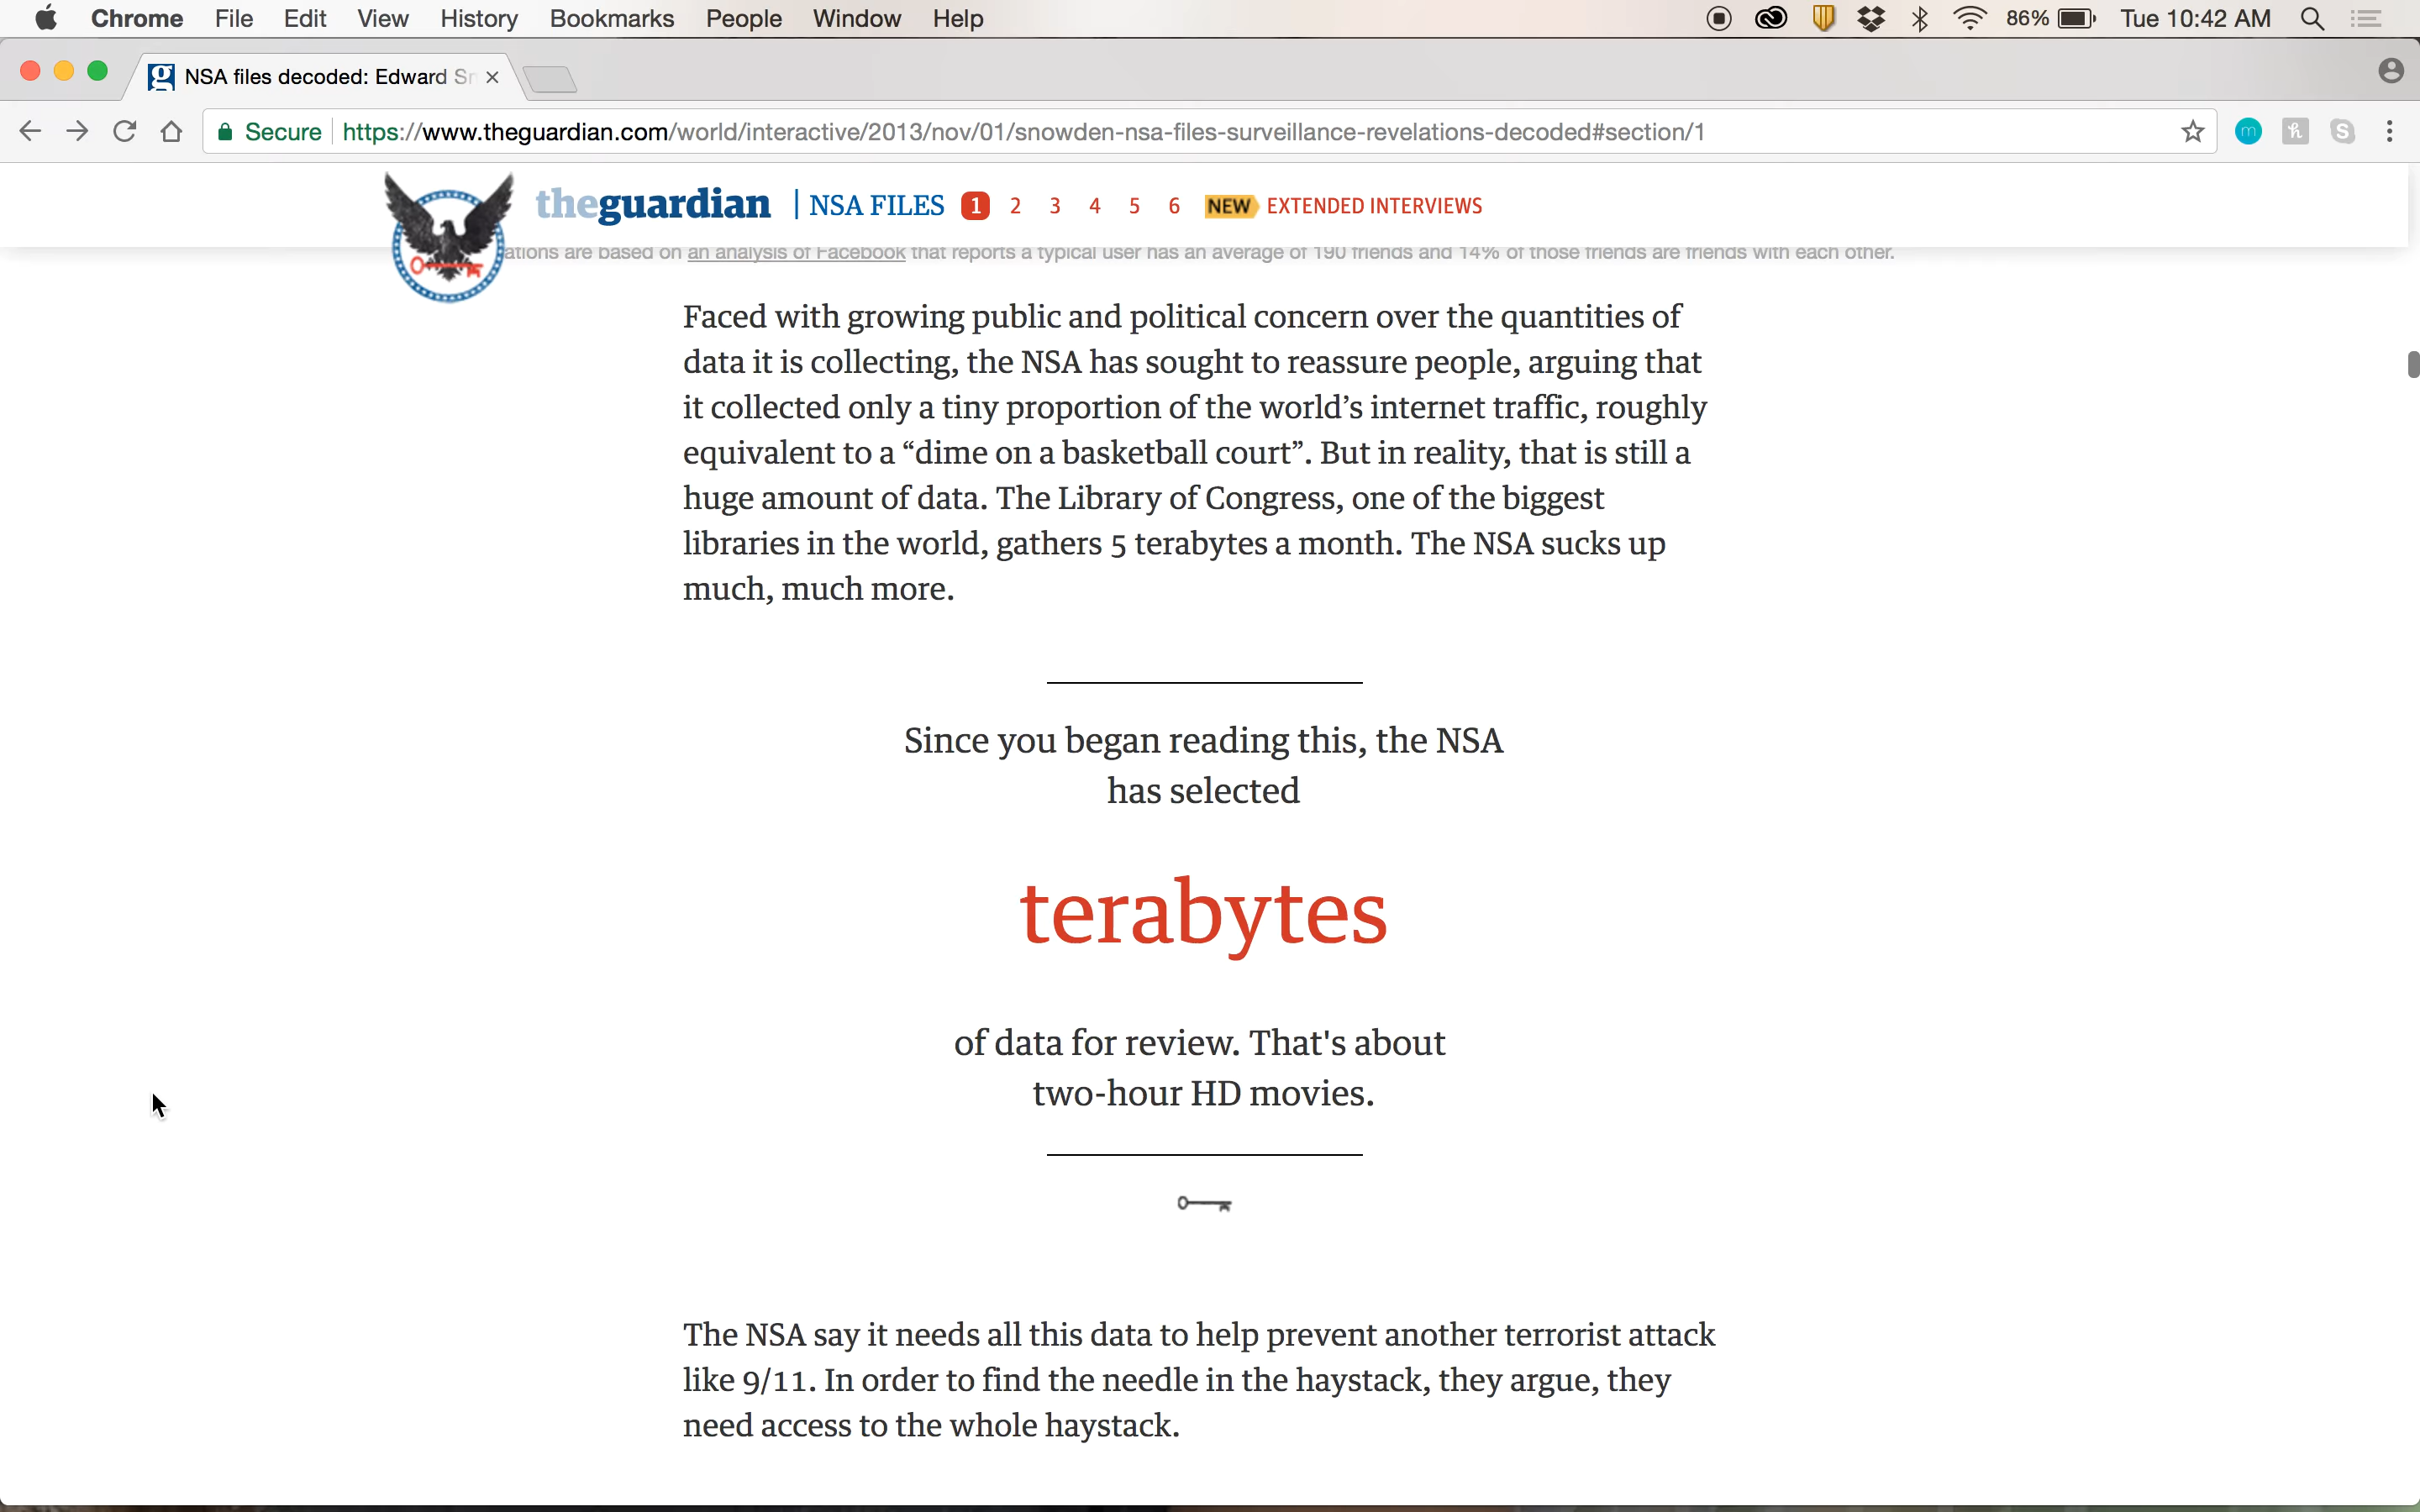 Chrome File Edit View History Bookmarks People Window Help 86% Tue 10:42 AM
NSA files decoded: Edward Sn
Secure https://www.theguardian.com/world/interactive/2013/nov/01/snowden-nsa-files-surveillance-revelations-decoded#section/1
theguardian | NSA FILES 1 2 3 4 5 6 NEW EXTENDED INTERVIEWS
ations are based on an analysis of Facebook that reports a typical user has an average of 190 friends and 14% of those friends are friends with each other.
Faced with growing public and political concern over the quantities of
data it is collecting, the NSA has sought to reassure people, arguing that
it collected only a tiny proportion of the world’s internet traffic, roughly
equivalent to a “dime on a basketball court”. But in reality, that is still a
huge amount of data. The Library of Congress, one of the biggest
libraries in the world, gathers 5 terabytes a month. The NSA sucks up
much, much more.
Since you began reading this, the NSA
has selected
terabytes
of data for review. That's about
two-hour HD movies.
The NSA say it needs all this data to help prevent another terrorist attack
like 9/11. In order to find the needle in the haystack, they argue, they
need access to the whole haystack.